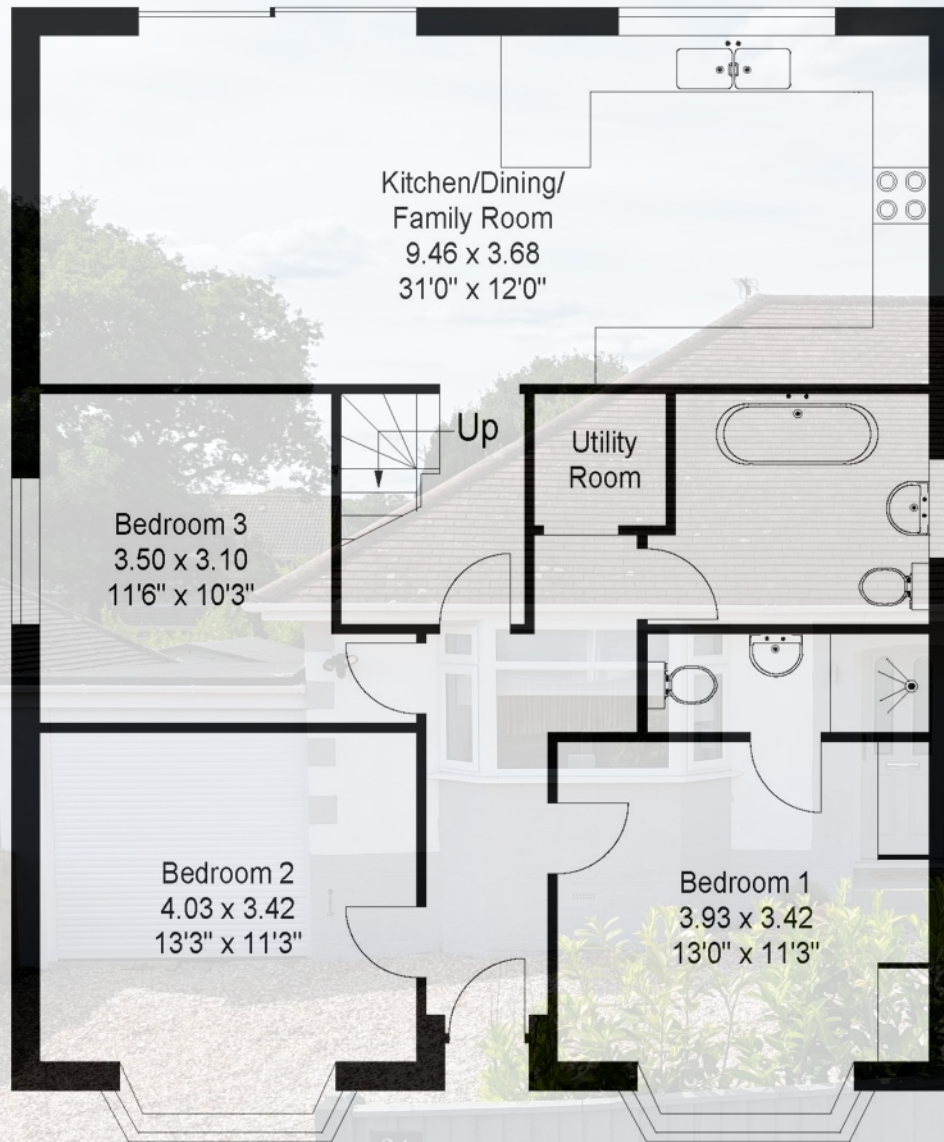 Kitchen/Dining/
Family Room
9.46 x 3.68
31'0" x 12'0"
Up
Utility
Room
Bedroom 3
3.50 x 3.10
11'6" x 10'3"
Bedroom 2
4.03 x 3.42
13'3" x 11'3"
Bedroom 1
3.93 x 3.42
13'0" x 11'3"